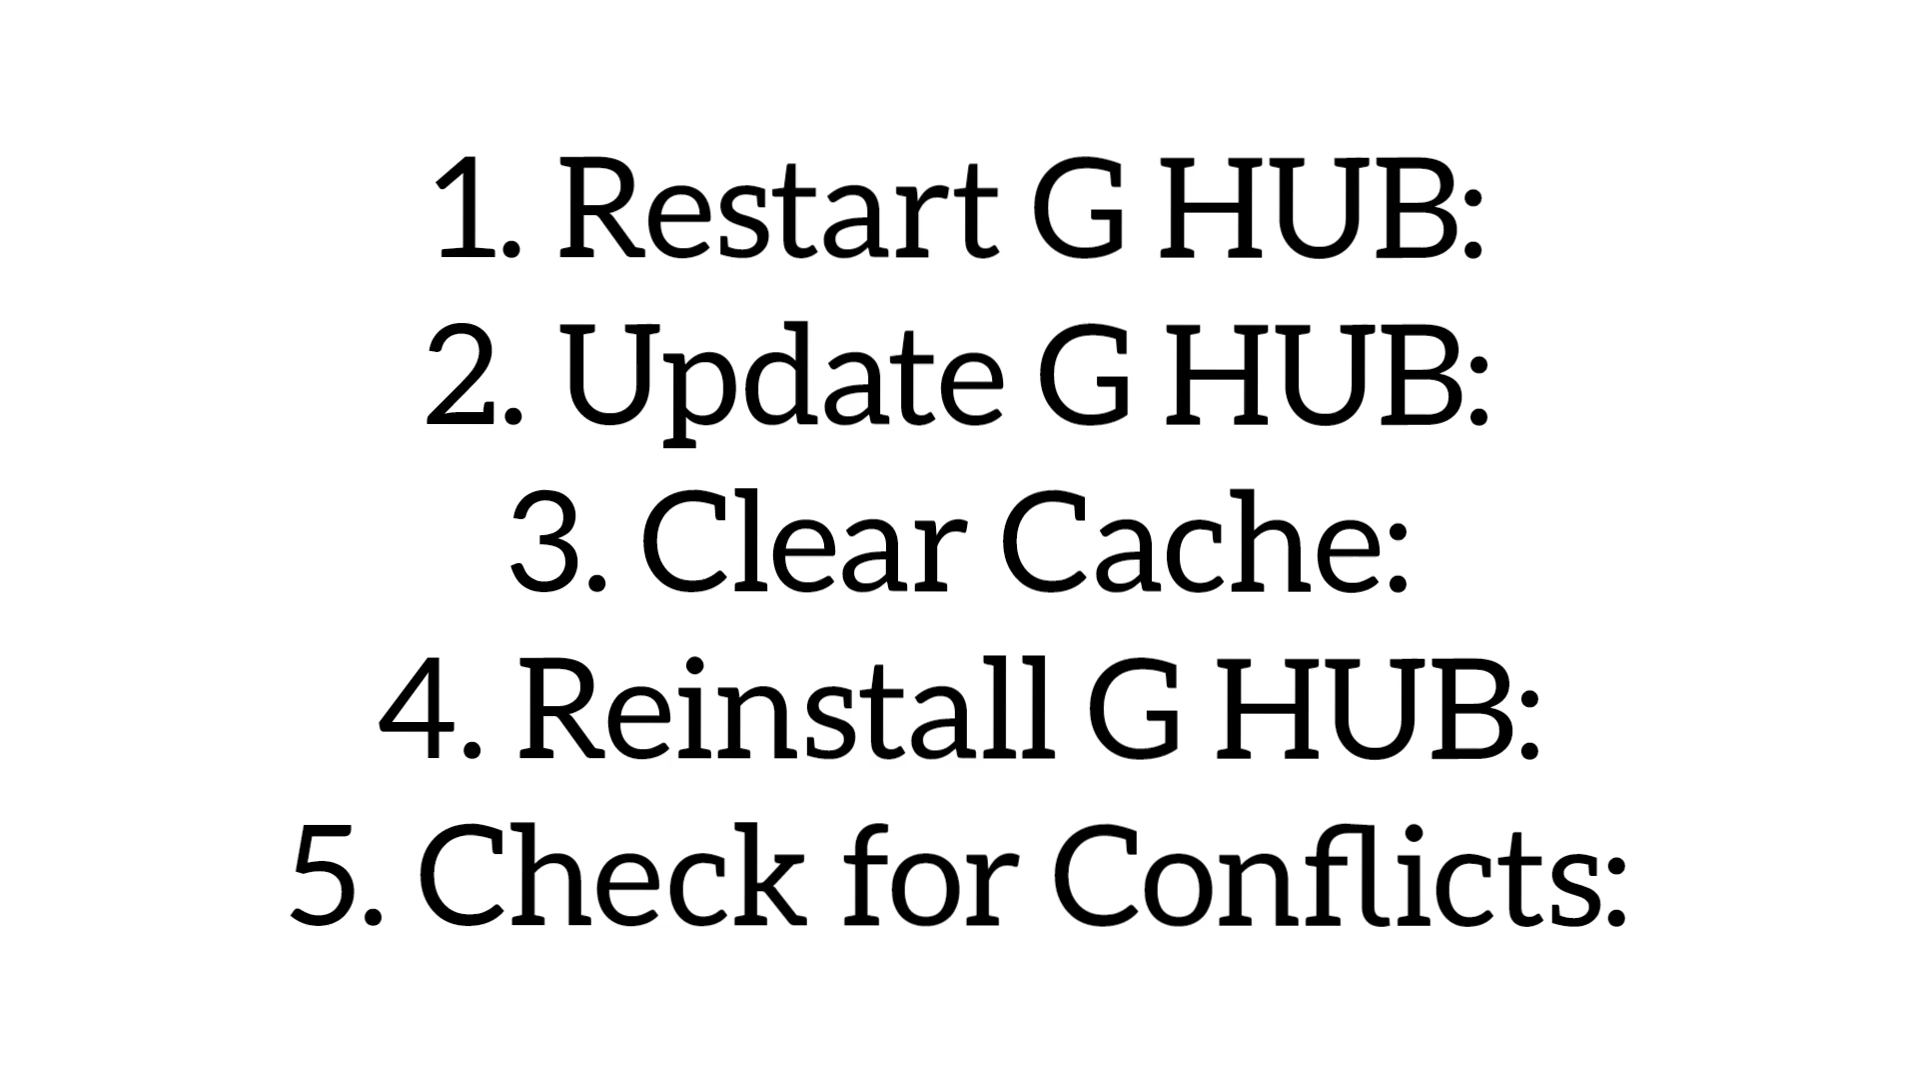 1. Restart G HUB:
2. Update G HUB:
3. Clear Cache:
4. Reinstall G HUB:
5. Check for Conflicts: